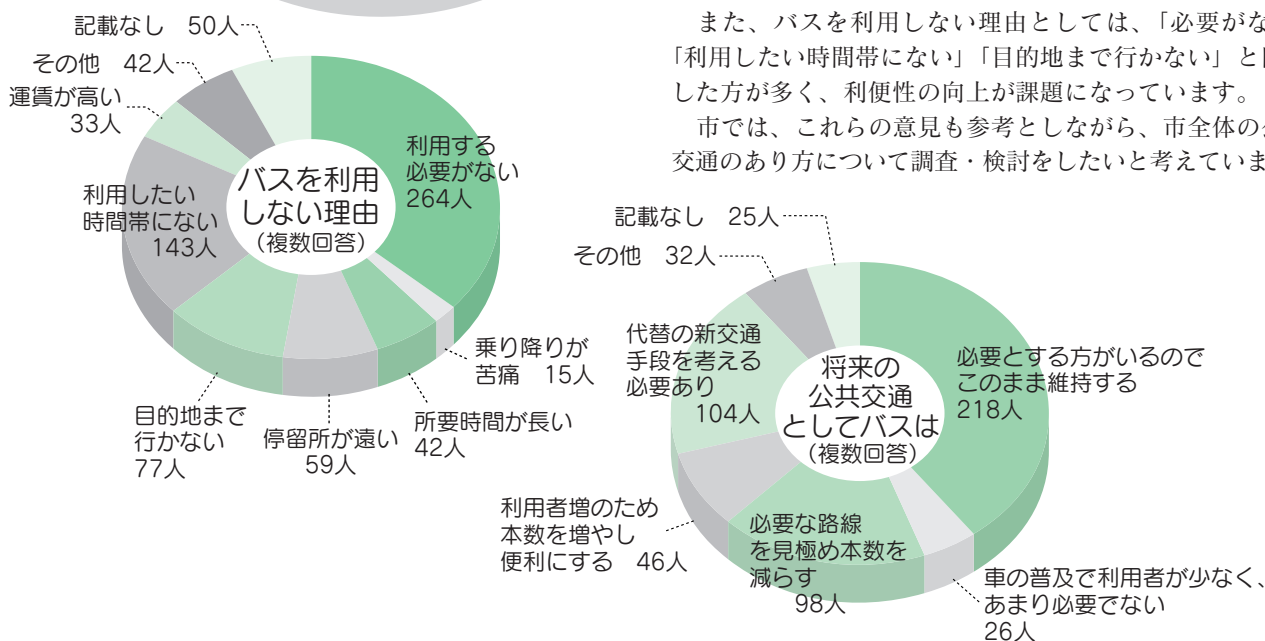 また、バスを利用しない理由としては、「必要がな
「利用したい時間帯にない」「目的地まで行かない」と
した方が多く、利便性の向上が課題になっています。
市では、これらの意見も参考としながら、市全体の
交通のあり方について調査・検討をしたいと考えていま
バスを利用
しない理由
（複数回答）
利用する
必要がない
264人
乗り降りが
苦痛　15人
所要時間が長い
42人
停留所が遠い
59人
目的地まで
行かない
77人
利用したい
時間帯にない
143人
運賃が高い
33人
その他　42人
記載なし　50人
将来の
公共交通
としてバスは
（複数回答）
必要とする方がいるので
このまま維持する
218人
車の普及で利用者が少なく、
あまり必要でない
26人
必要な路線
を見極め本数を
減らす
98人
利用者増のため
本数を増やし
便利にする　46人
代替の新交通
手段を考える
必要あり
104人
その他　32人
記載なし　25人